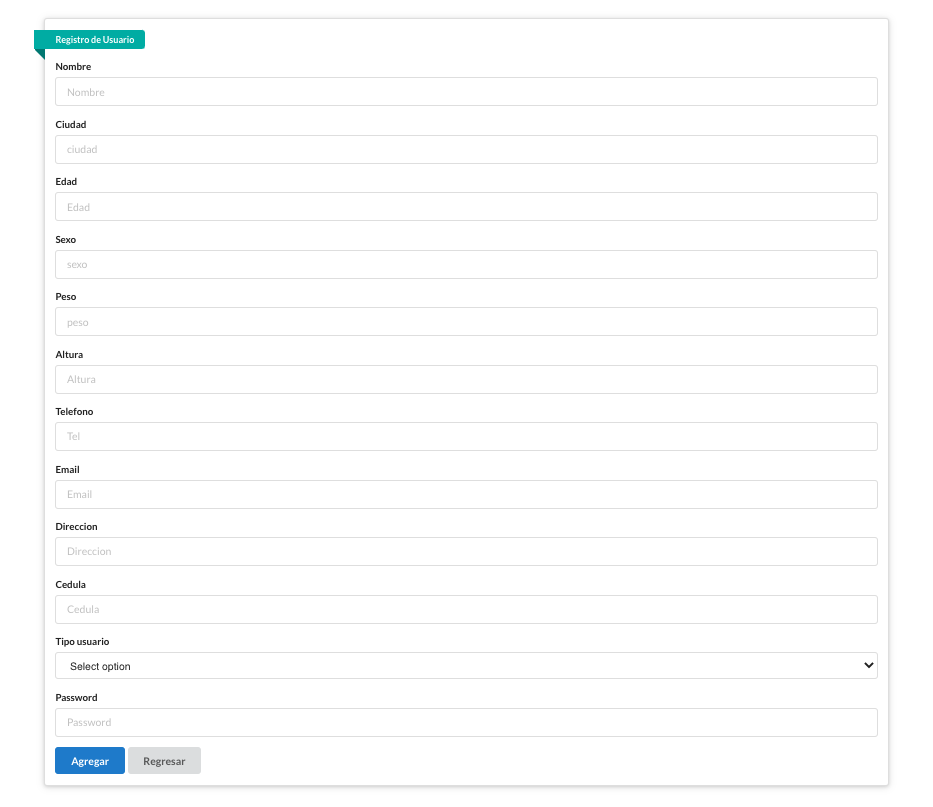 Registro de Usuario
Nombre
Nombre
Ciudad
ciudad
Edad
Edad
Sexo
sexo
Peso
peso
Altura
Altura
Telefono
Tel
Email
Email
Direccion
Direccion
Cedula
Cedula
Tipo usuario
Select option
Password
Password
Agregar Regresar